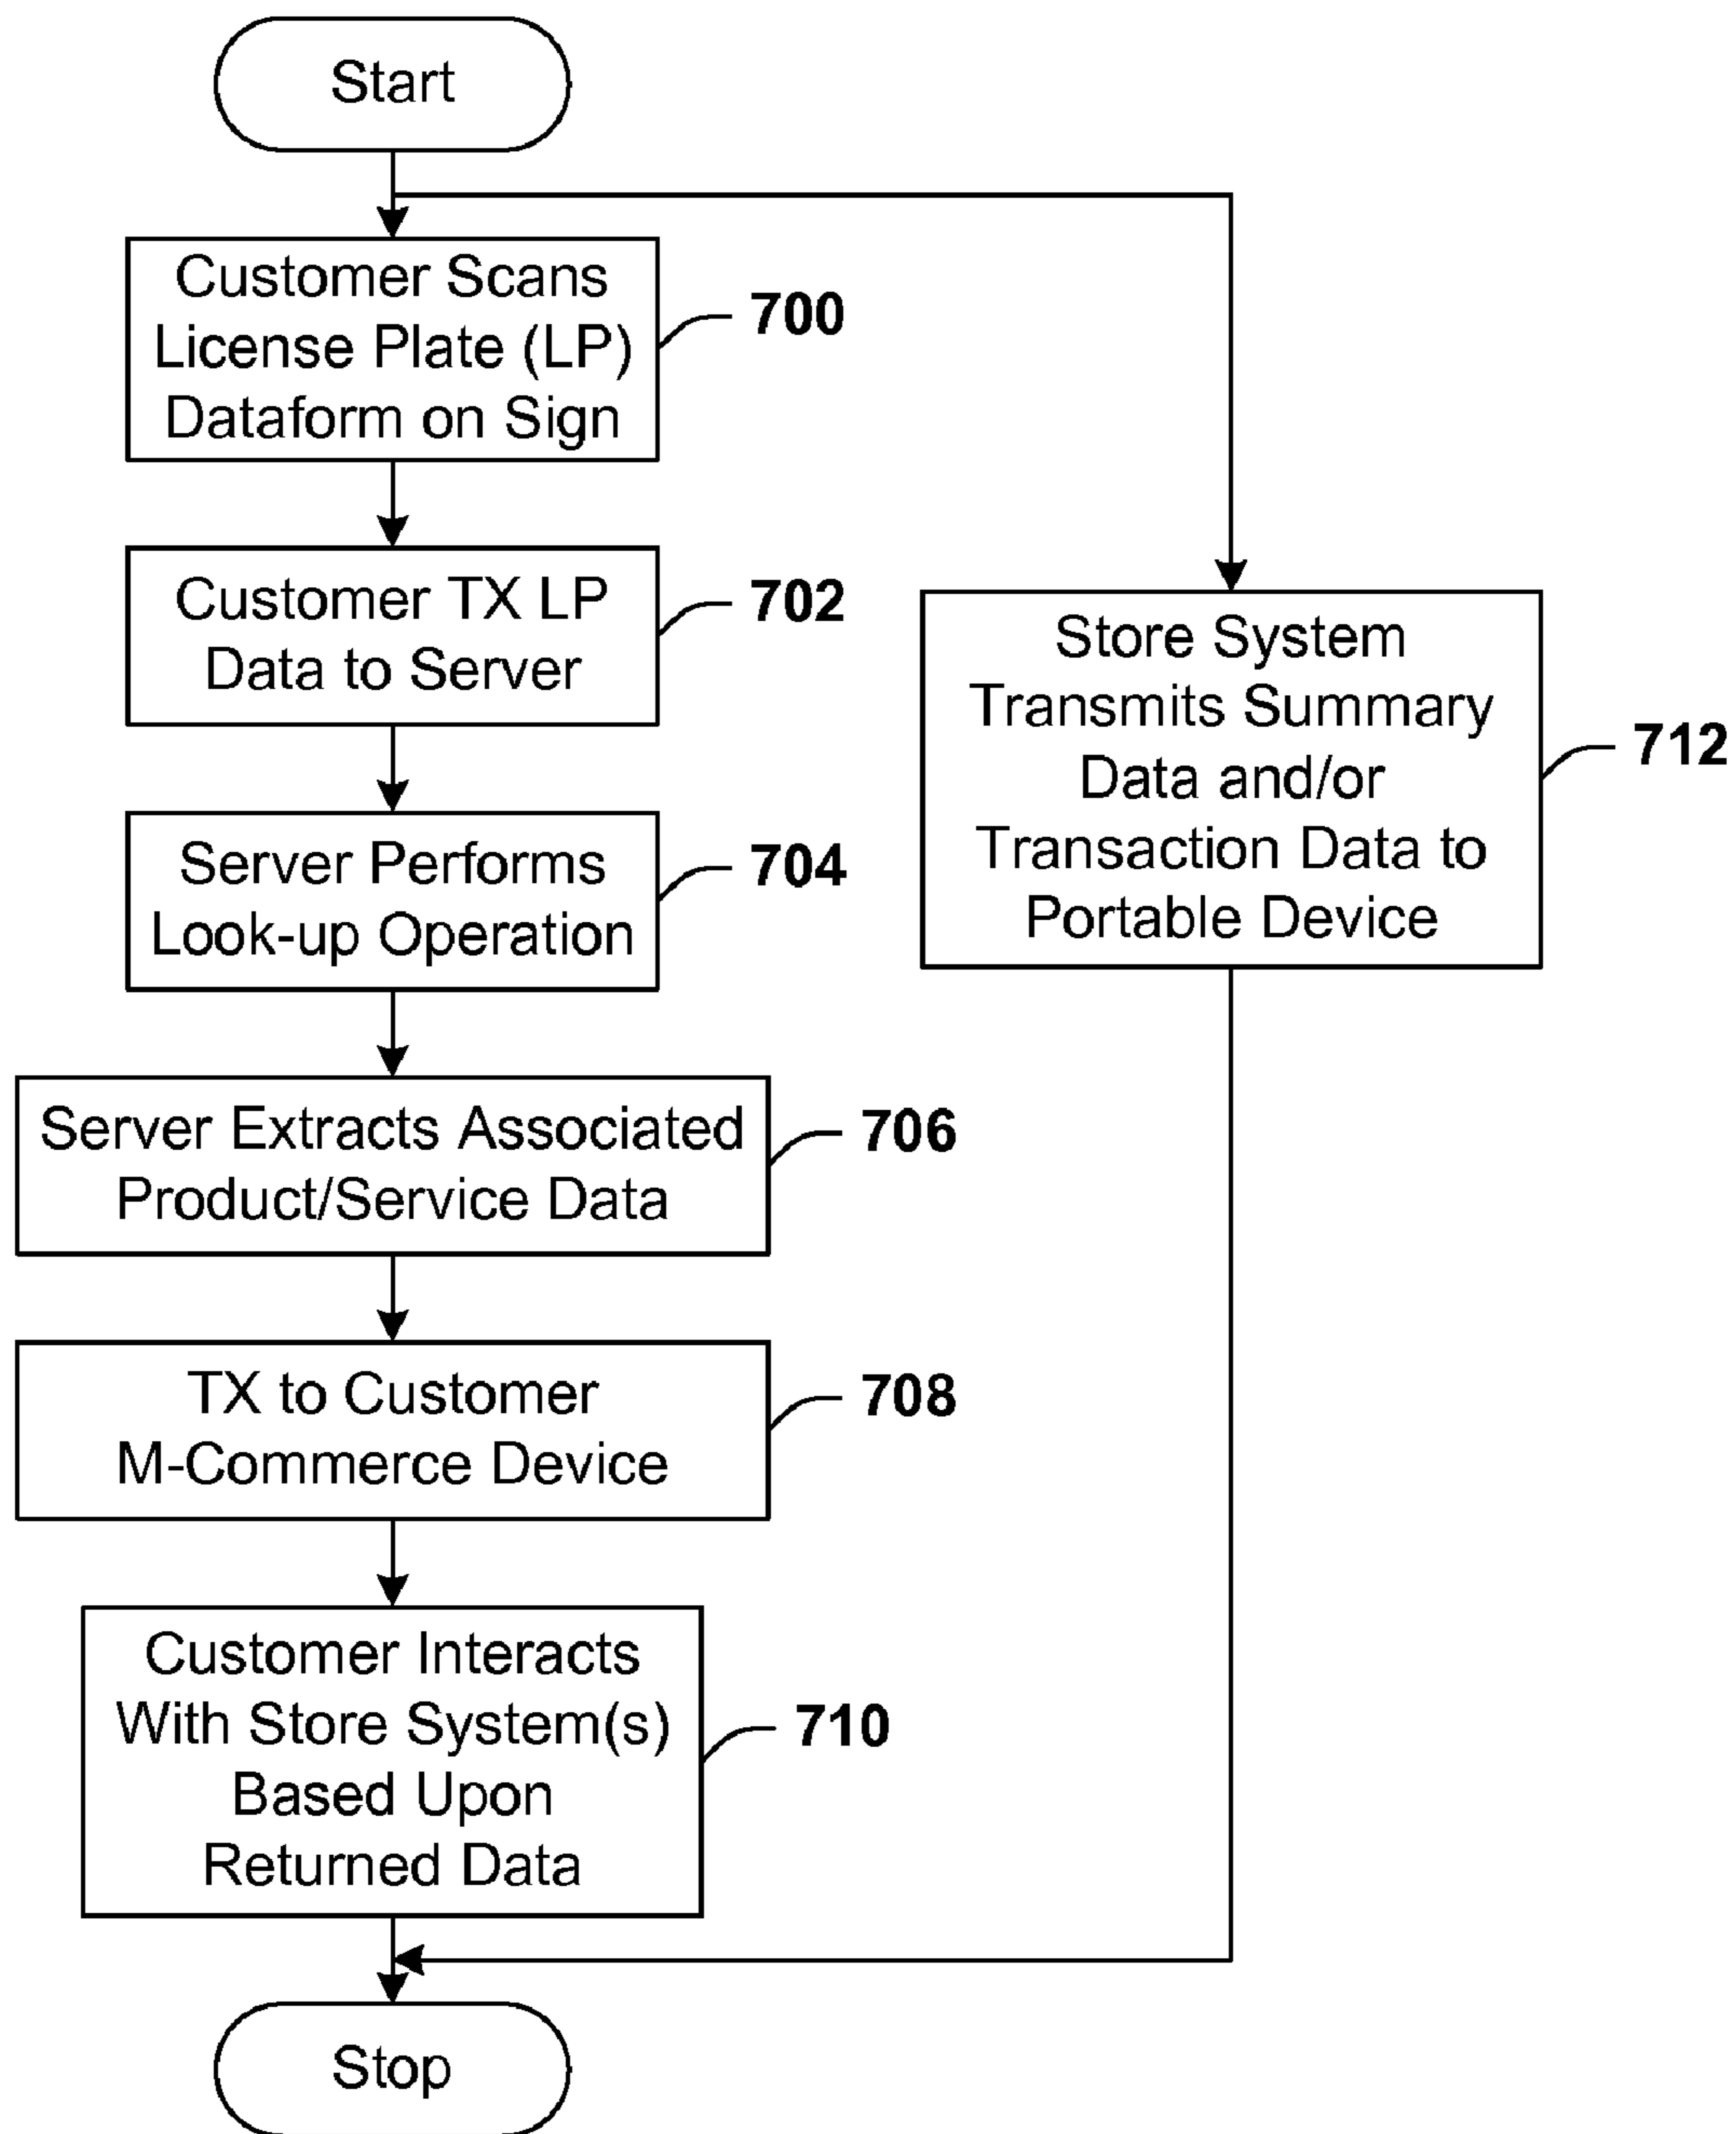 Start
Customer Scans
License Plate (LP)
Dataform on Sign
700
Customer TX LP
Data to Server
702
Server Performs
Look-up Operation
704
Store System
Transmits Summary
Data and/or
Transaction Data to
Portable Device
712
Server Extracts Associated
Product/Service Data
706
TX to Customer
M-Commerce Device
708
Customer Interacts
With Store System(s)
Based Upon
Returned Data
710
Stop